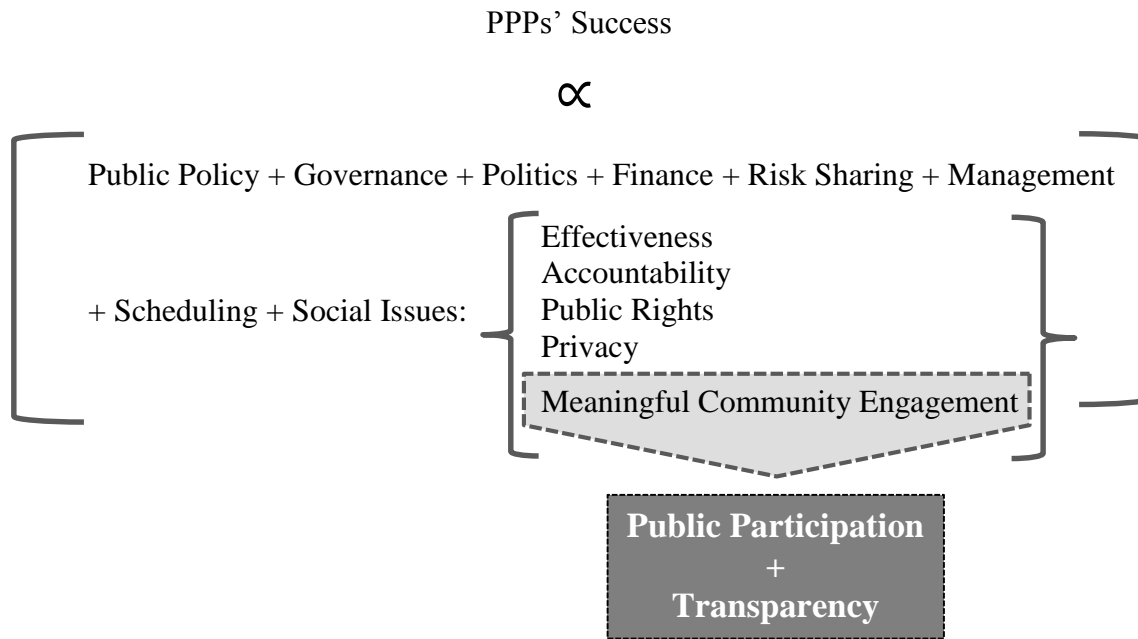 PPPs’ Success
∝
Public Policy + Governance + Politics + Finance + Risk Sharing + Management
+ Scheduling + Social Issues:
Effectiveness
Accountability
Public Rights
Privacy
Meaningful Community Engagement
Public Participation
+
Transparency